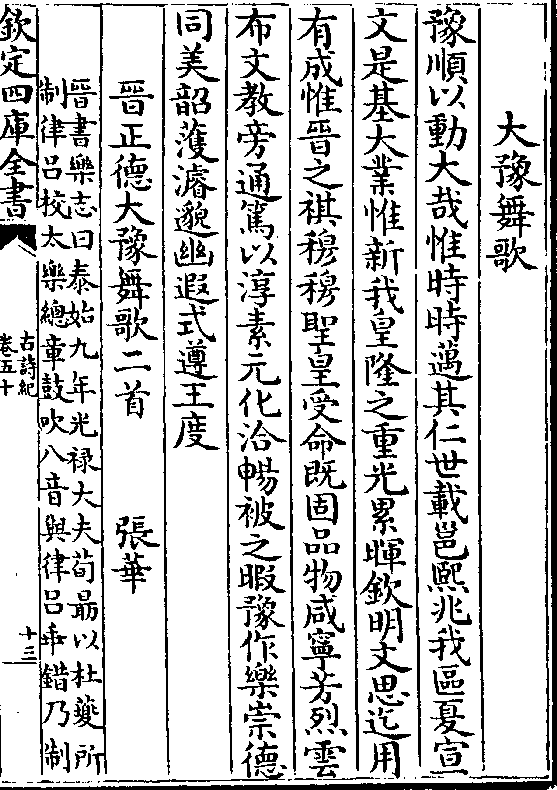 大豫舞歌
豫順以動大哉惟時時邁其仁世載邕熙兆我區夏宣
文是基大業惟新我皇隆之重光累暉欽明文思迄用
有成惟晉之祺穆穆聖皇受命既固品物咸寧芳烈雲
布文教旁通篤以淳素元化洽暢被之暇豫作樂崇德
同美韶濩濬邈幽遐式遵王度
晉正德大豫舞歌二首　張華
晉書樂志曰泰始九年光祿大夫荀勗以杜夔所
制律呂校太樂總章鼓吹八音與律呂乖錯乃制
欽定四庫全書
古詩紀
卷五十
十三